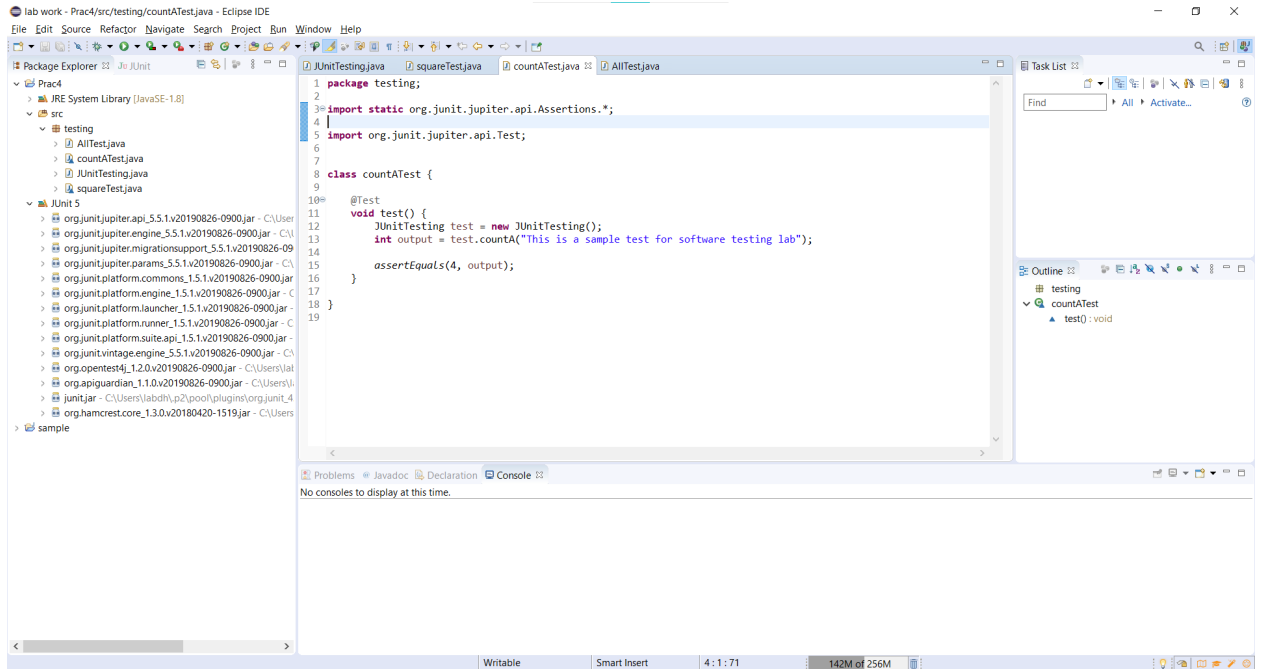 lab work - Prac4/src/testing/countATest.java - Eclipse IDE
File Edit Source Refactor Navigate Search Project Run Window Help
Package Explorer JUnit
Prac4
JRE System Library [JavaSE-1.8]
src
testing
AllTest.java
countATest.java
JUnitTesting.java
squareTest.java
JUnit 5
org.junit.jupiter.api_5.5.1.v20190826-0900.jar - C:\User
org.junit.jupiter.engine_5.5.1.v20190826-0900.jar - C:\
org.junit.jupiter.migrationsupport_5.5.1.v20190826-09
org.junit.jupiter.params_5.5.1.v20190826-0900.jar - C:\
org.junit.platform.commons_1.5.1.v20190826-0900.jar
org.junit.platform.engine_1.5.1.v20190826-0900.jar - C
org.junit.platform.launcher_1.5.1.v20190826-0900.jar -
org.junit.platform.runner_1.5.1.v20190826-0900.jar - C
org.junit.platform.suite.api_1.5.1.v20190826-0900.jar -
org.junit.vintage.engine_5.5.1.v20190826-0900.jar - C:\
org.opentest4j_1.2.0.v20190826-0900.jar - C:\Users\lab
org.apiguardian_1.1.0.v20190826-0900.jar - C:\Users\l
junit.jar - C:\Users\labdh\.p2\pool\plugins\org.junit_4
org.hamcrest.core_1.3.0.v20180420-1519.jar - C:\Users
sample
JUnitTesting.java squareTest.java countATest.java AllTest.java
1 package testing;
2
3 import static org.junit.jupiter.api.Assertions.*;
4
5 import org.junit.jupiter.api.Test;
6
7
8 class countATest {
9
10 @Test
11 void test() {
12 JUnitTesting test = new JUnitTesting();
13 int output = test.countA("This is a sample test for software testing lab");
14
15 assertEquals(4, output);
16 }
17
18 }
19
Task List
Find All Activate...
Outline
testing
countATest
test() : void
Problems Javadoc Declaration Console
No consoles to display at this time.
Writable Smart Insert 4 : 1 : 71 142M of 256M